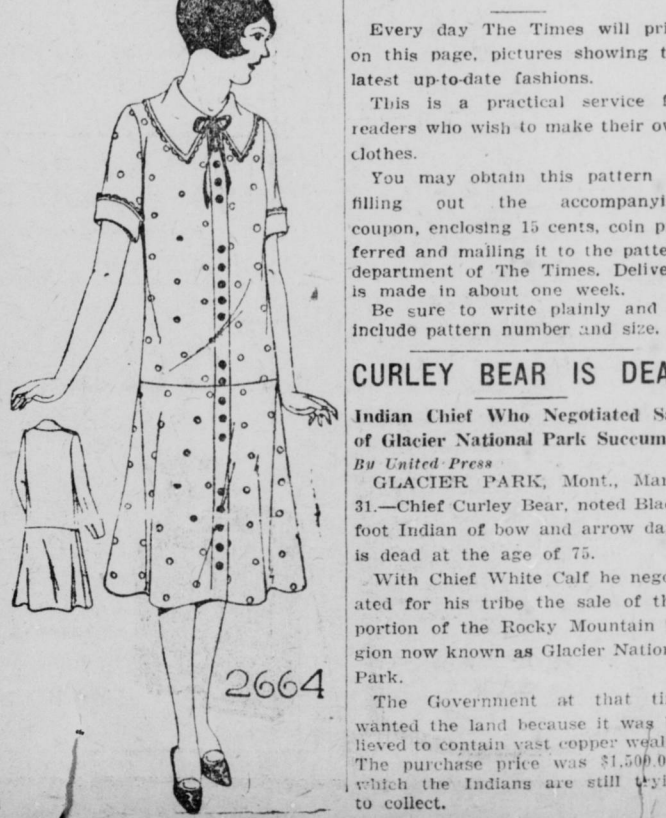 2664
Every day The Times will pri
on this page, pictures showing t
latest up-to-date fashions.
This is a practical service f
readers who wish to make their ow
clothes.
You may obtain this pattern
filling out the accompanyi
coupon, enclosing 15 cents, coin p
ferred and mailing it to the patte
department of The Times. Delive
is made in about one week.
Be sure to write plainly and
include pattern number and size.
CURLEY BEAR IS DEA
Indian Chief Who Negotiated S
of Glacier National Park Succum
By United Press
GLACIER PARK, Mont., Mar
31.—Chief Curley Bear, noted Blac
foot Indian of bow and arrow da
is dead at the age of 75.
With Chief White Calf he nego
ated for his tribe the sale of th
portion of the Rocky Mountain
gion now known as Glacier Nation
Park.
The Government at that ti
wanted the land because it was
lieved to contain vast copper weal
The purchase price was $1,500,0
which the Indians are still tryi
to collect.